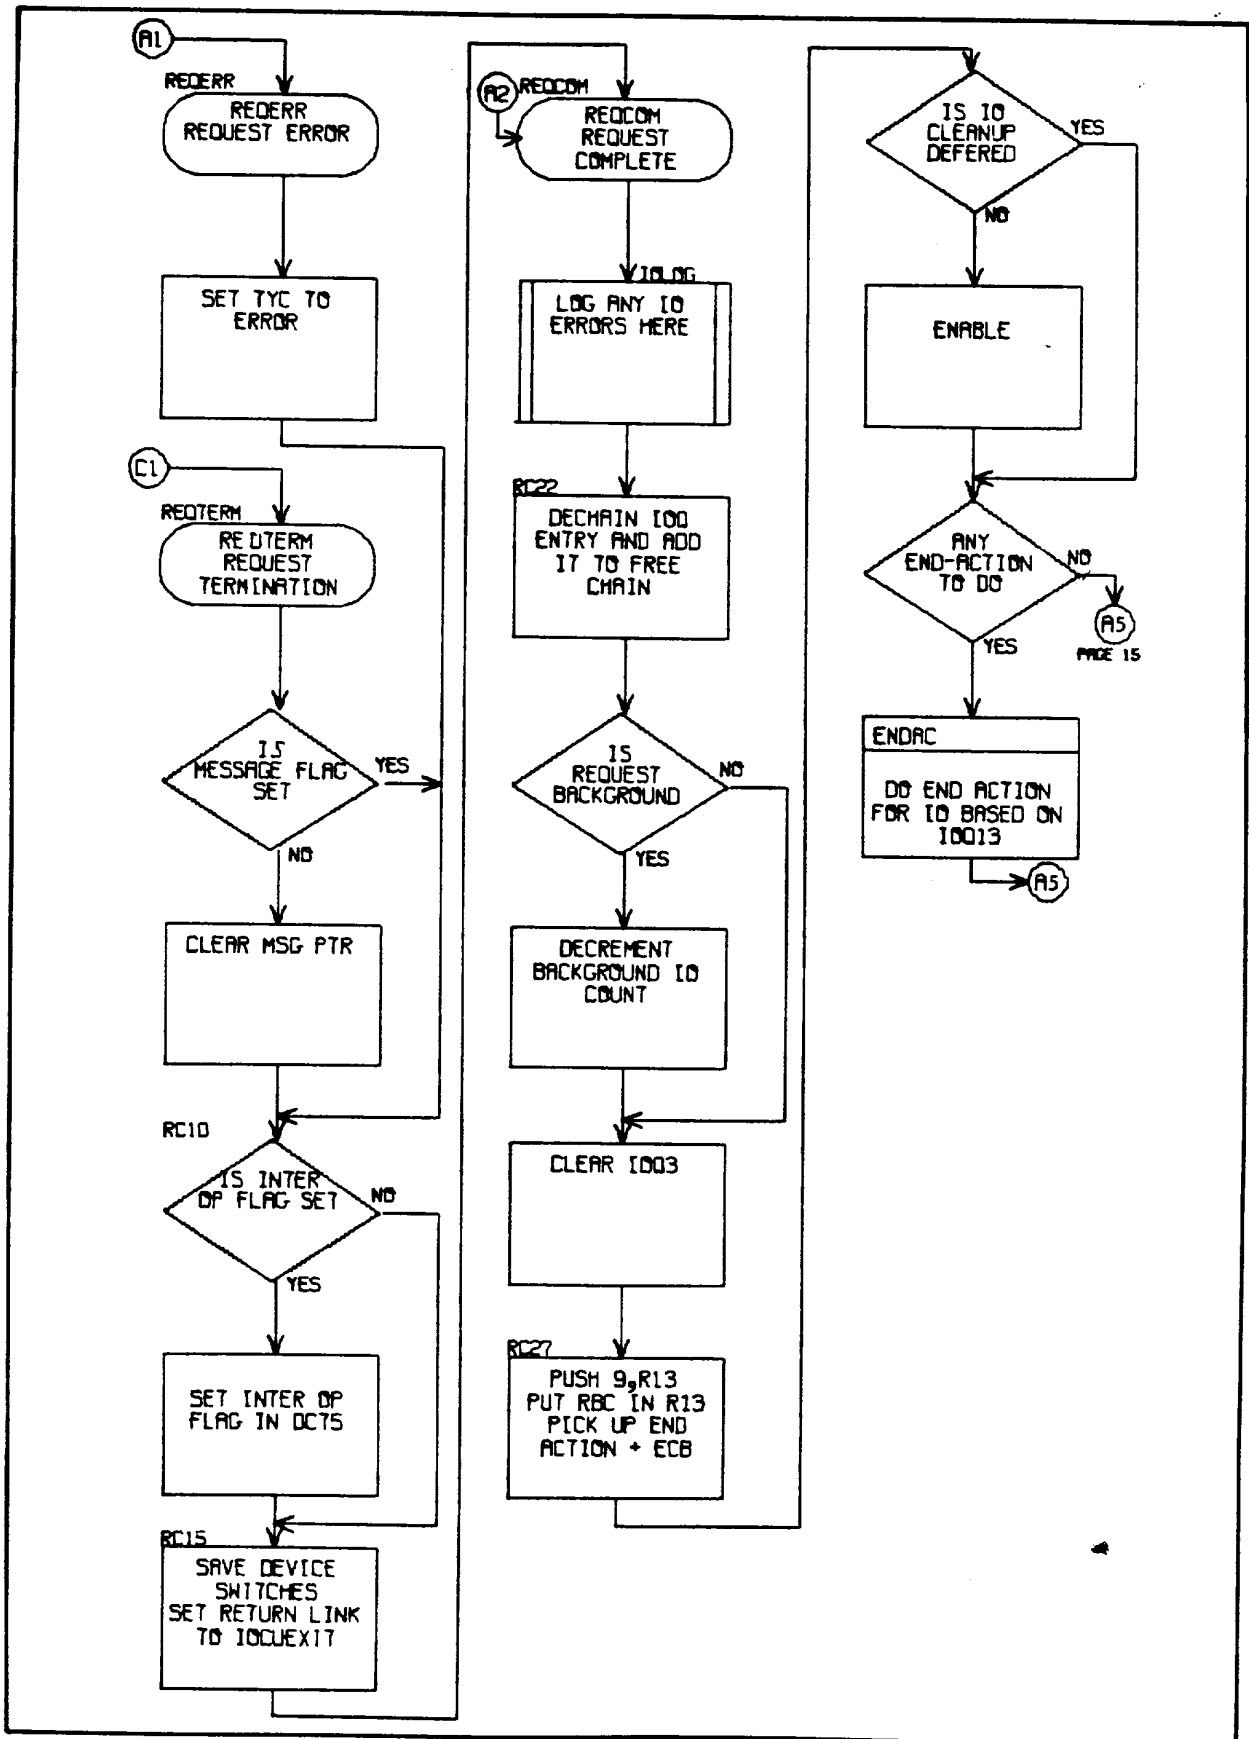 A1
REQERR
REQERR
REQUEST ERROR
SET TYC TO
ERROR
C1
REQTERM
REQTERM
REQUEST
TERMINATION
IS
MESSAGE FLAG
SET
YES
NO
CLEAR MSG PTR
RC10
IS INTER
OP FLAG SET
NO
YES
SET INTER OP
FLAG IN DCT5
RC15
SAVE DEVICE
SWITCHES
SET RETURN LINK
TO IOCUEXIT
A2
REQCOM
REQCOM
REQUEST
COMPLETE
IOLOG
LOG ANY IO
ERRORS HERE
RC22
DECHAIN IOQ
ENTRY AND ADD
IT TO FREE
CHAIN
IS
REQUEST
BACKGROUND
NO
YES
DECREMENT
BACKGROUND IO
COUNT
CLEAR IOQ3
RC27
PUSH 9,R13
PUT RBC IN R13
PICK UP END
ACTION + ECB
IS IO
CLEANUP
DEFERED
YES
NO
ENABLE
ANY
END-ACTION
TO DO
NO
A5
PAGE 15
YES
ENDAC
DO END ACTION
FOR IO BASED ON
IOQ13
A5